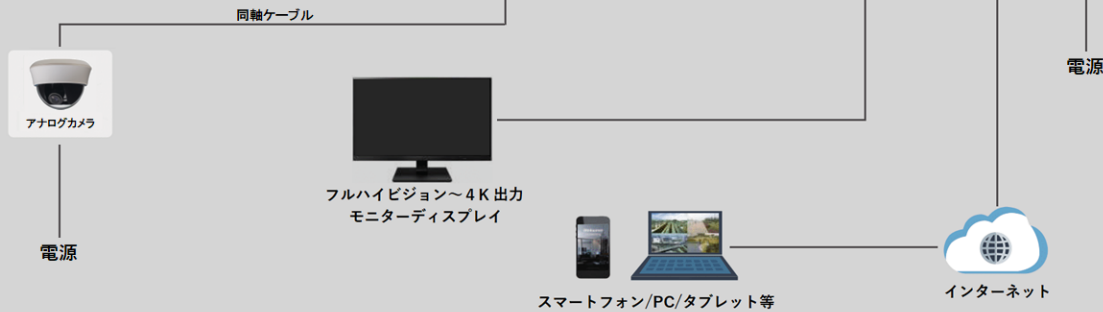 同軸ケーブル
電源
アナログカメラ
フルハイビジョン～4K出力
モニターディスプレイ
電源
インターネット
スマートフォン/PC/タブレット等